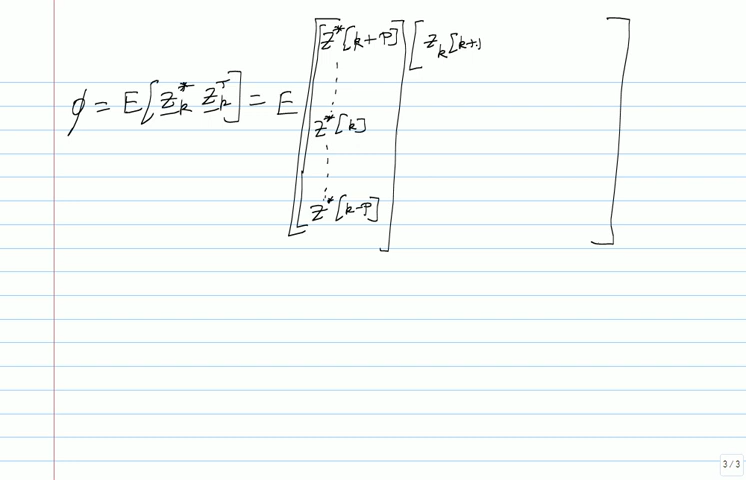 φ = E[z*_k z^T_k] = E [[z*[k+P] ⋮ z*[k] ⋮ z*[k-P]] [z_k[k+1 ]
3 / 3